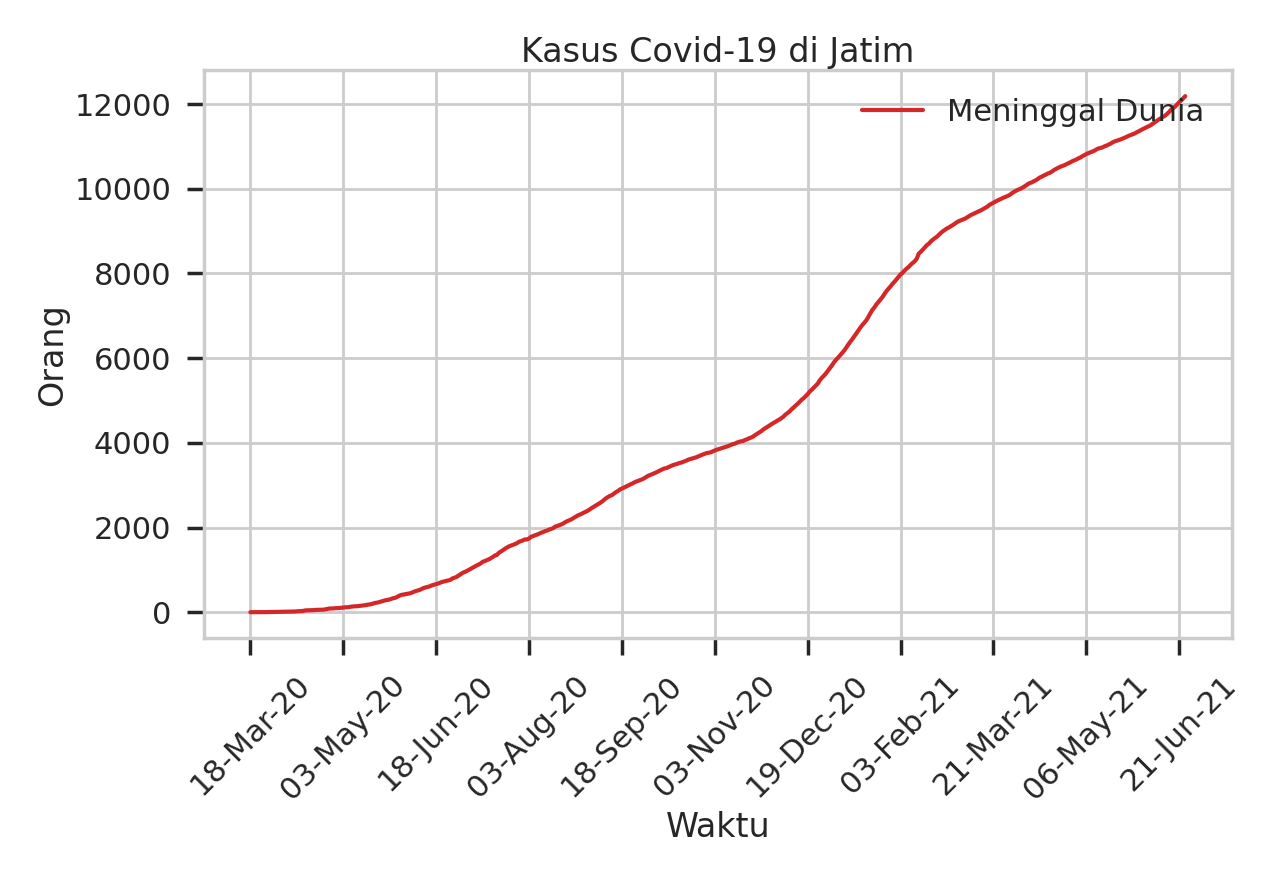 Kasus Covid-19 di Jatim
Meninggal Dunia
Orang
12000
10000
8000
6000
4000
2000
0
18-Mar-20
03-May-20
18-Jun-20
03-Aug-20
18-Sep-20
03-Nov-20
19-Dec-20
03-Feb-21
21-Mar-21
06-May-21
21-Jun-21
Waktu